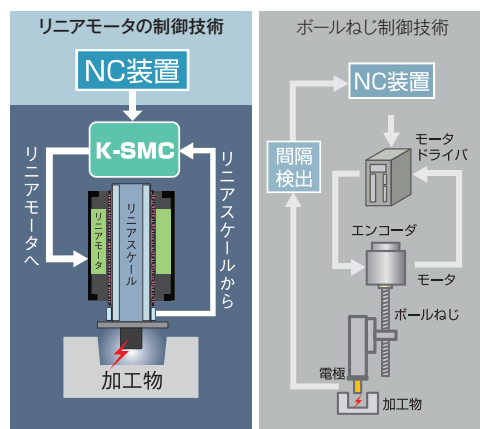 リニアモータの制御技術
NC装置
K-SMC
リニアモータへ
リニアスケールから
リニアモータ
リニアスケール
加工物
ボールねじ制御技術
NC装置
間隔
検出
モータ
ドライバ
エンコーダ
モータ
ボールねじ
電極
加工物